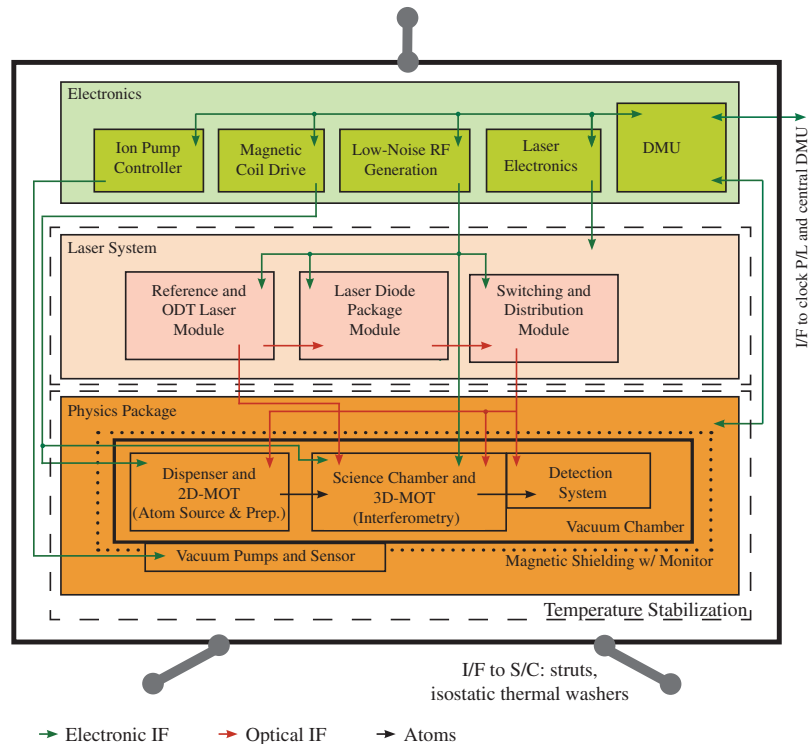 Electronics
Ion Pump
Controller
Magnetic
Coil Drive
Low-Noise RF
Generation
Laser
Electronics
DMU
I/F to clock P/L and central DMU
Laser System
Reference and
ODT Laser
Module
Laser Diode
Package
Module
Switching and
Distribution
Module
Physics Package
Dispenser and
2D-MOT
(Atom Source & Prep.)
Science Chamber and
3D-MOT
(Interferometry)
Detection
System
Vacuum Chamber
Vacuum Pumps and Sensor
Magnetic Shielding w/ Monitor
Temperature Stabilization
I/F to S/C: struts,
isostatic thermal washers
Electronic IF
Optical IF
Atoms